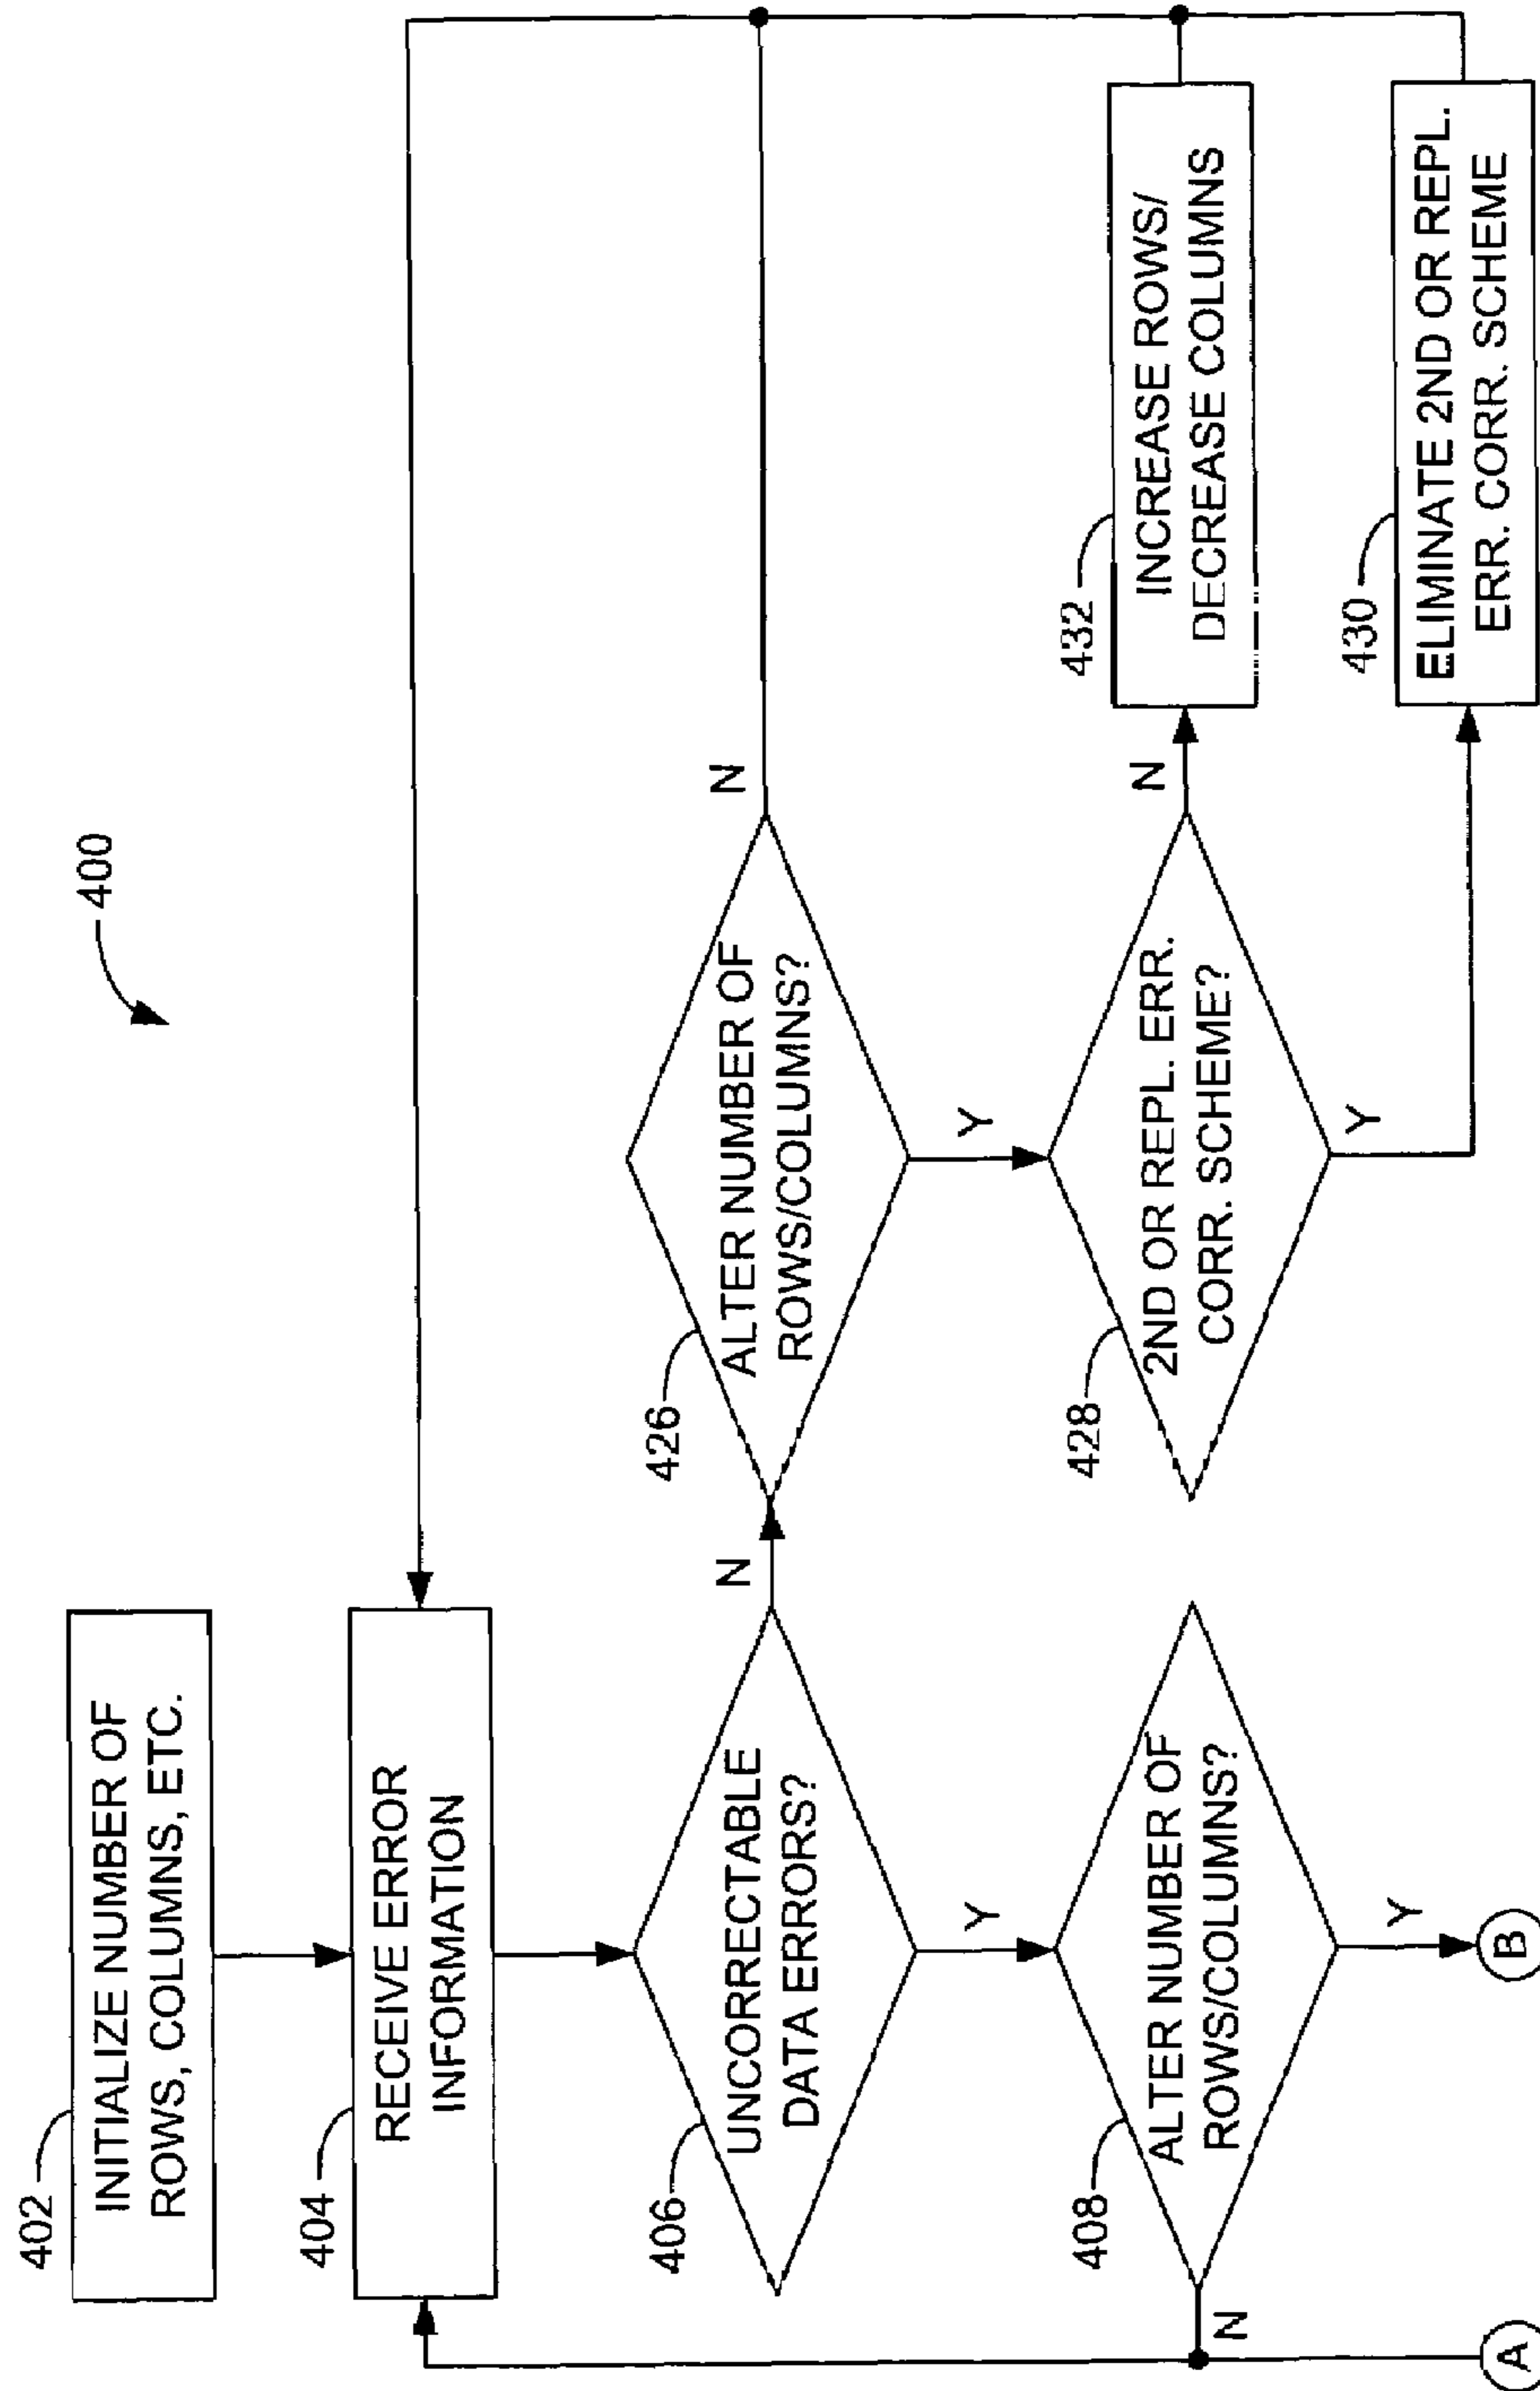 400
402
INITIALIZE NUMBER OF
ROWS, COLUMNS, ETC.
404
RECEIVE ERROR
INFORMATION
406
UNCORRECTABLE
DATA ERRORS?
N
Y
426
ALTER NUMBER OF
ROWS/COLUMNS?
N
Y
408
ALTER NUMBER OF
ROWS/COLUMNS?
N
Y
428
2ND OR REPL. ERR.
CORR. SCHEME?
N
Y
432
INCREASE ROWS/
DECREASE COLUMNS
430
ELIMINATE 2ND OR REPL.
ERR. CORR. SCHEME
A
B